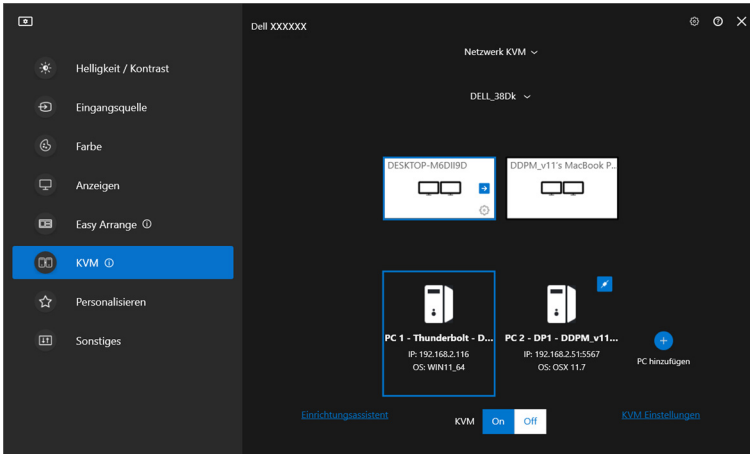 Dell XXXXXX
Netzwerk KVM
DELL_38Dk
Helligkeit / Kontrast
Eingangsquelle
Farbe
Anzeigen
Easy Arrange
KVM
Personalisieren
Sonstiges
DESKTOP-M6DII9D
DDPM_v11's MacBook P...
PC 1 - Thunderbolt - D...
IP: 192.168.2.116
OS: WIN11_64
PC 2 - DP1 - DDPM_v11...
IP: 192.168.2.51:5567
OS: OSX 11.7
PC hinzufügen
Einrichtungsassistent
KVM On Off
KVM Einstellungen